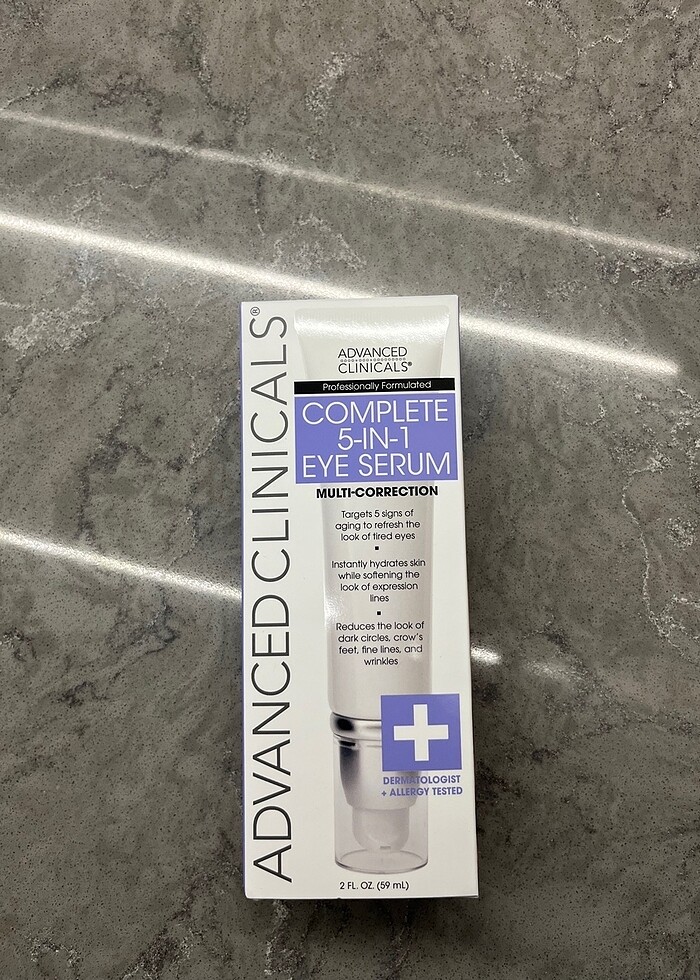 ADVANCED CLINICALS®
ADVANCED
CLINICALS®
Professionally Formulated
COMPLETE
5-IN-1
EYE SERUM
MULTI-CORRECTION
Targets 5 signs of
aging to refresh the
look of tired eyes
Instantly hydrates skin
while softening the
look of expression
lines
Reduces the look of
dark circles, crow's
feet, fine lines, and
wrinkles
DERMATOLOGIST
+ ALLERGY TESTED
2 FL. OZ. (59 mL)